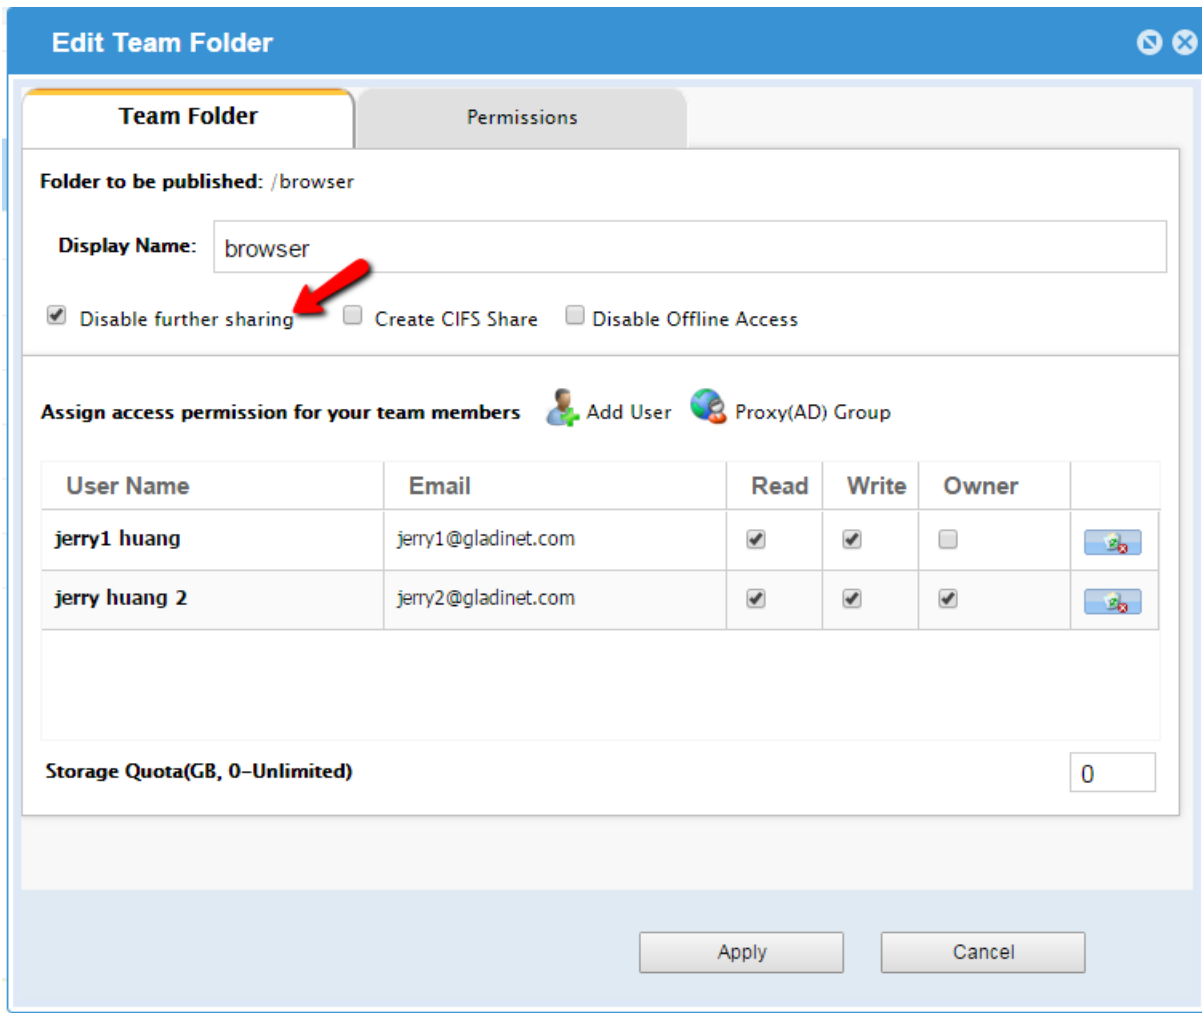 Edit Team Folder
Team Folder Permissions
Folder to be published: /browser
Display Name: browser
Disable further sharing Create CIFS Share Disable Offline Access
Assign access permission for your team members Add User Proxy(AD) Group
User Name Email Read Write Owner
jerry1 huang jerry1@gladinet.com
jerry huang 2 jerry2@gladinet.com
Storage Quota(GB, 0-Unlimited) 0
Apply Cancel